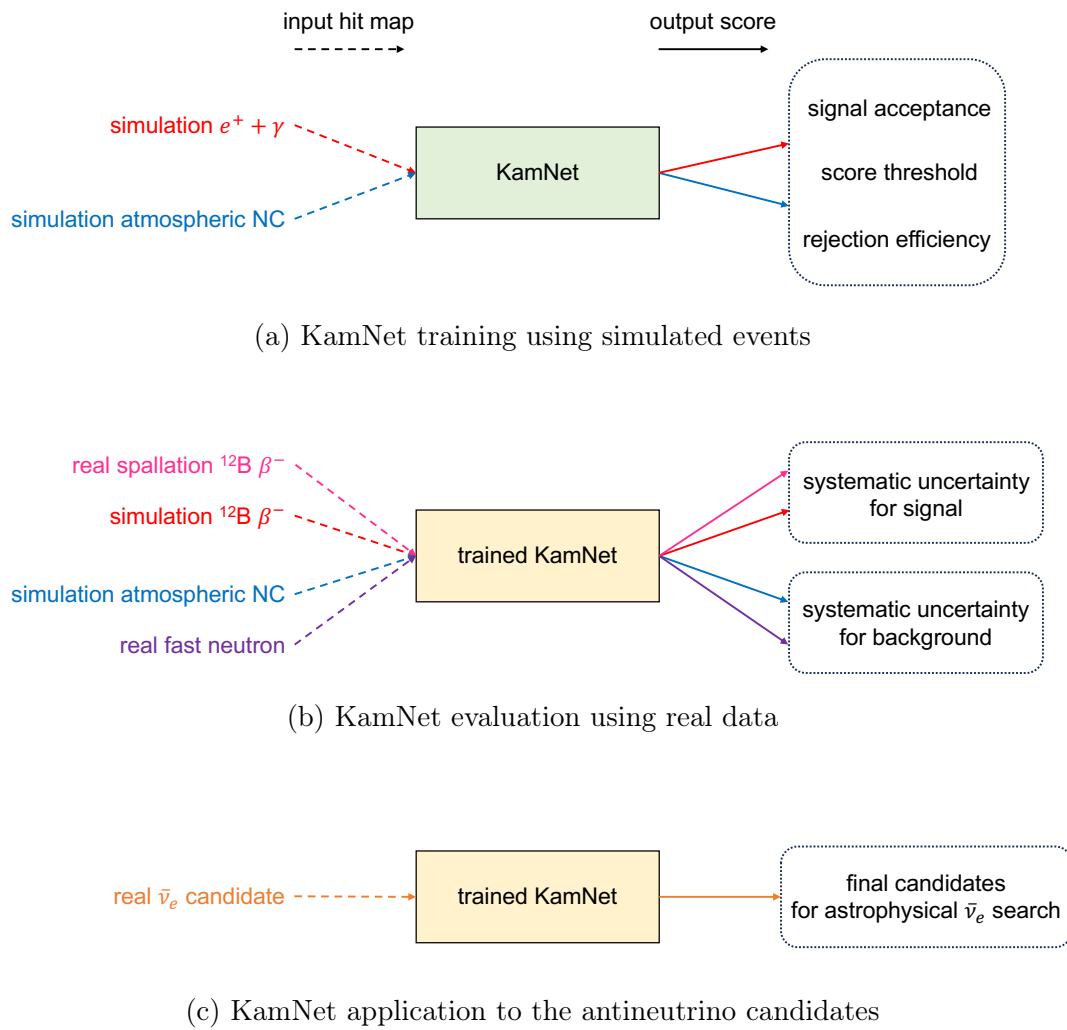 input hit map
output score
simulation e⁺ + γ
simulation atmospheric NC
KamNet
signal acceptance
score threshold
rejection efficiency
(a) KamNet training using simulated events
real spallation ¹²B β⁻
simulation ¹²B β⁻
simulation atmospheric NC
real fast neutron
trained KamNet
systematic uncertainty
for signal
systematic uncertainty
for background
(b) KamNet evaluation using real data
real ν̄ₑ candidate
trained KamNet
final candidates
for astrophysical ν̄ₑ search
(c) KamNet application to the antineutrino candidates